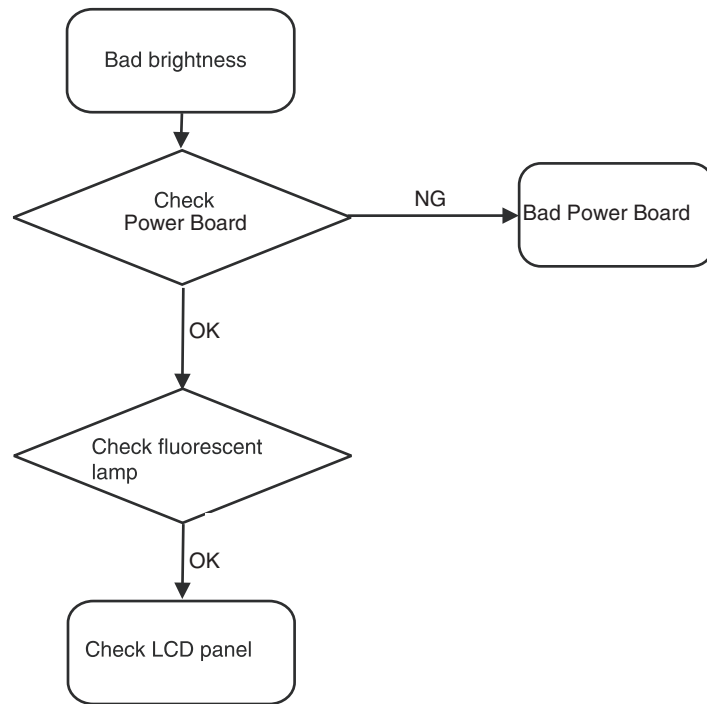 Bad brightness
Check
Power Board
NG
Bad Power Board
OK
Check fluorescent
lamp
OK
Check LCD panel